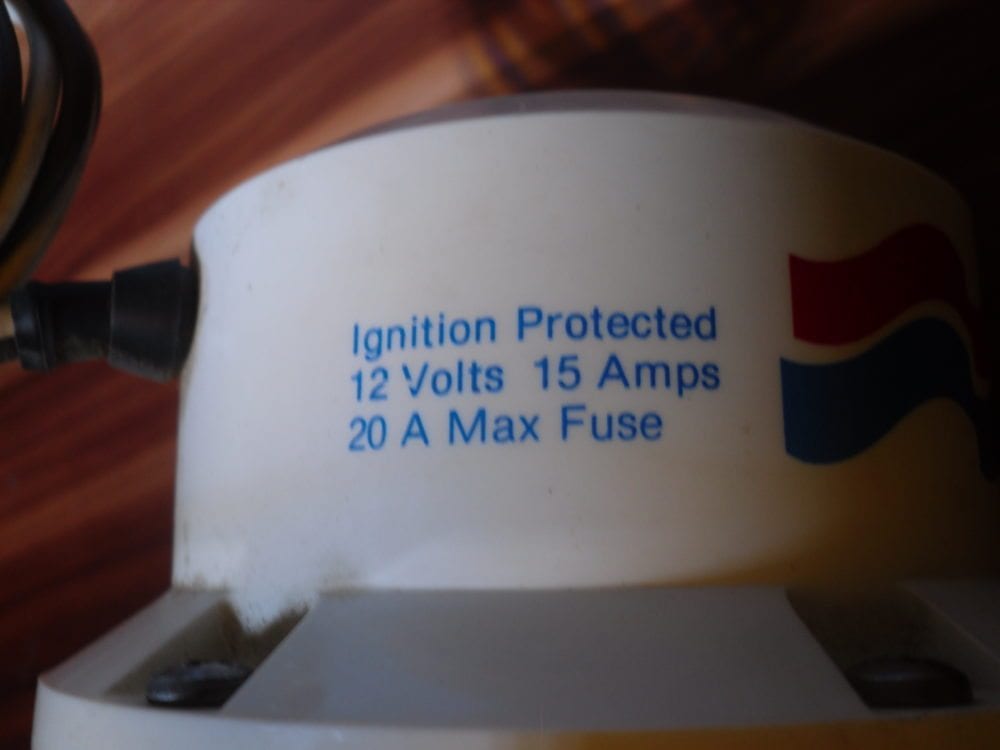 Ignition Protected
12 Volts 15 Amps
20 A Max Fuse